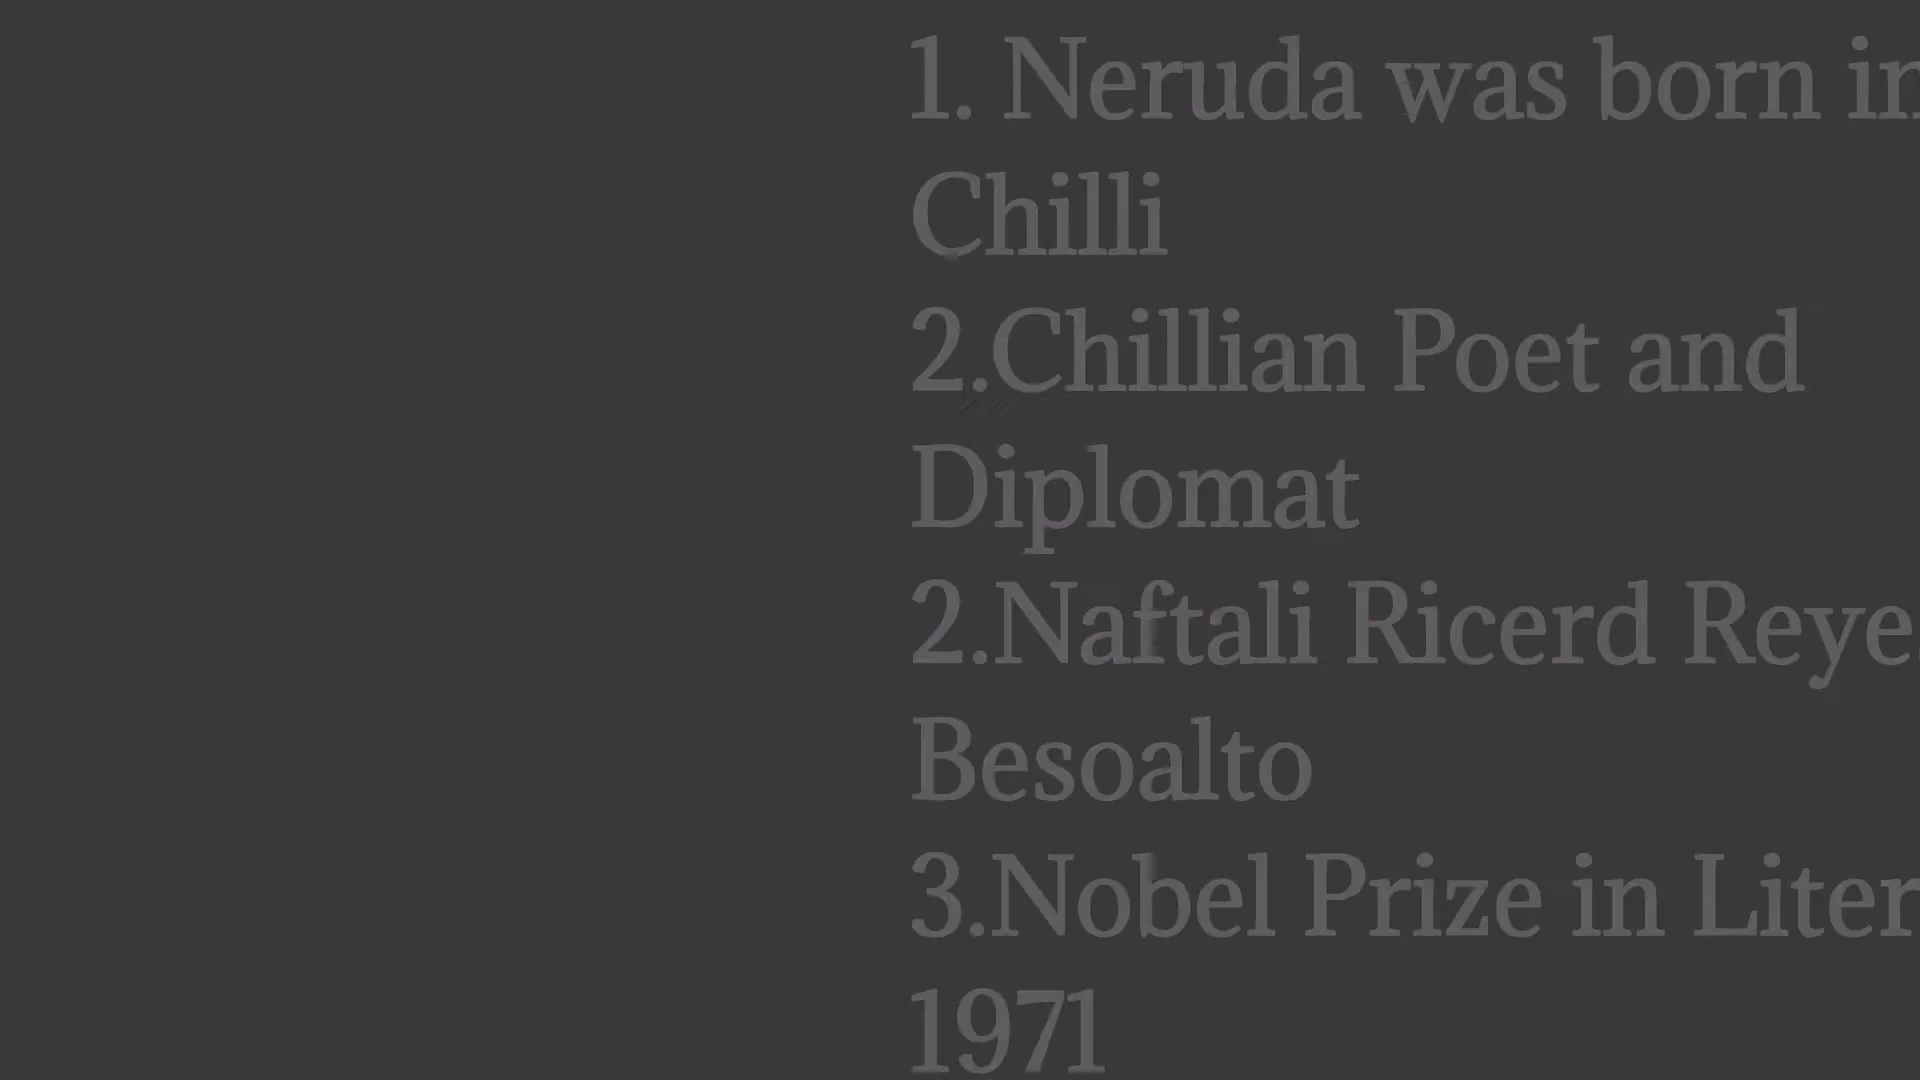 1. Neruda was born in
Chilli
2.Chillian Poet and
Diplomat
2.Naftali Ricerd Reye
Besoalto
3.Nobel Prize in Liter
1971